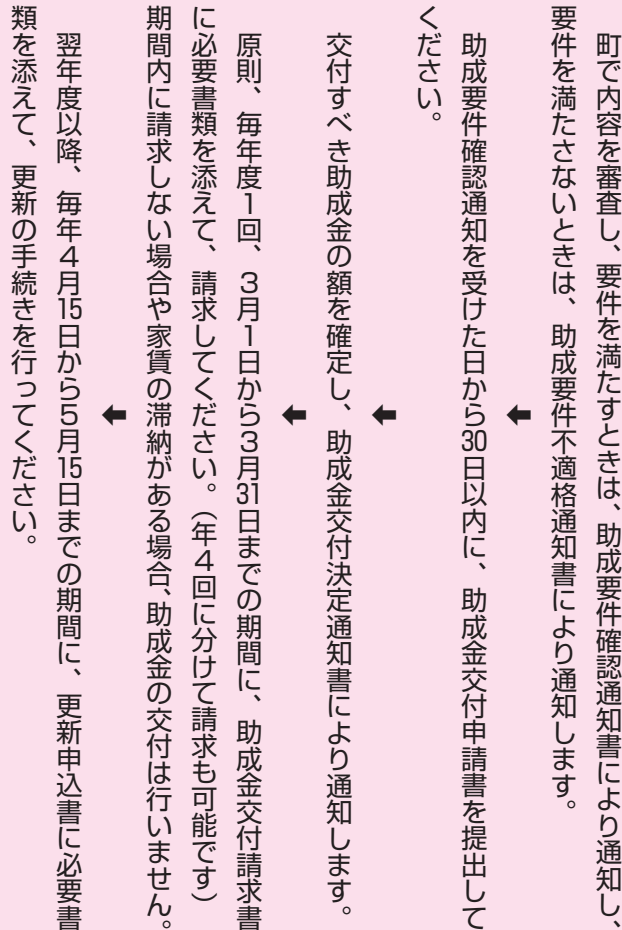 町で内容を審査し、要件を満たすときは、助成要件確認通知書により通知し、
要件を満たさないときは、助成要件不適格通知書により通知します。
⬅
助成要件確認通知を受けた日から30日以内に、助成金交付申請書を提出して
ください。
⬅
交付すべき助成金の額を確定し、助成金交付決定通知書により通知します。
⬅
原則、毎年度1回、3月1日から3月31日までの期間に、助成金交付請求書
に必要書類を添えて、請求してください。(年4回に分けて請求も可能です)
期間内に請求しない場合や家賃の滞納がある場合、助成金の交付は行いません。
⬅
翌年度以降、毎年4月15日から5月15日までの期間に、更新申込書に必要書
類を添えて、更新の手続きを行ってください。